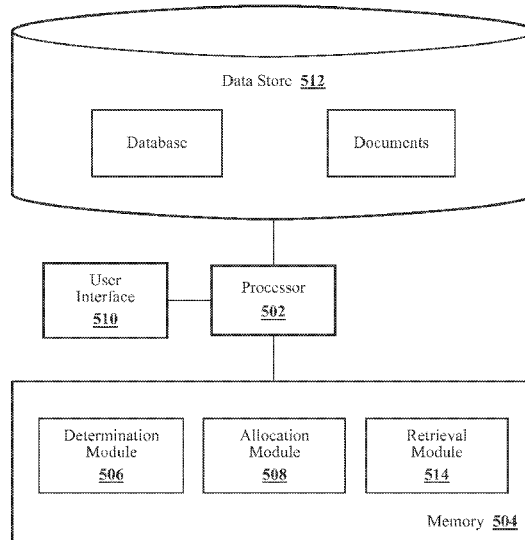 Data Store 512
Database
Documents
User
Interface
510
Processor
502
Determination
Module
506
Allocation
Module
508
Retrieval
Module
514
Memory 504